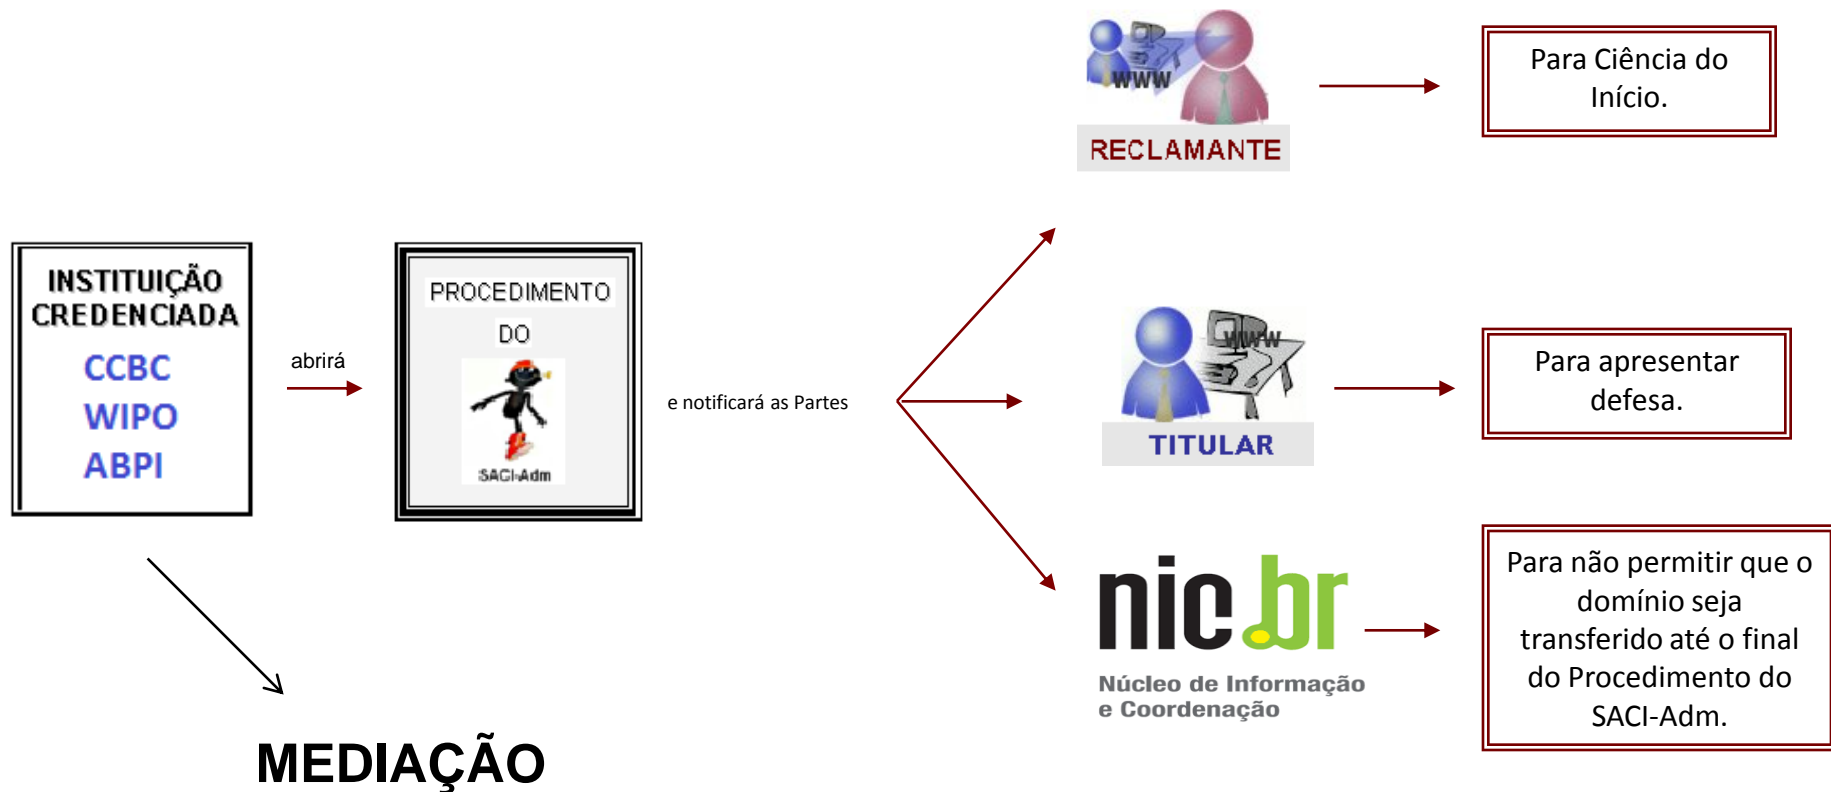 INSTITUIÇÃO
CREDENCIADA
CCBC
WIPO
ABPI
abrirá
PROCEDIMENTO
DO
SACI-Adm
e notificará as Partes
WWW
RECLAMANTE
Para Ciência do
Início.
WWW
TITULAR
Para apresentar
defesa.
nic.br
Núcleo de Informação
e Coordenação
Para não permitir que o
domínio seja
transferido até o final
do Procedimento do
SACI-Adm.
MEDIAÇÃO